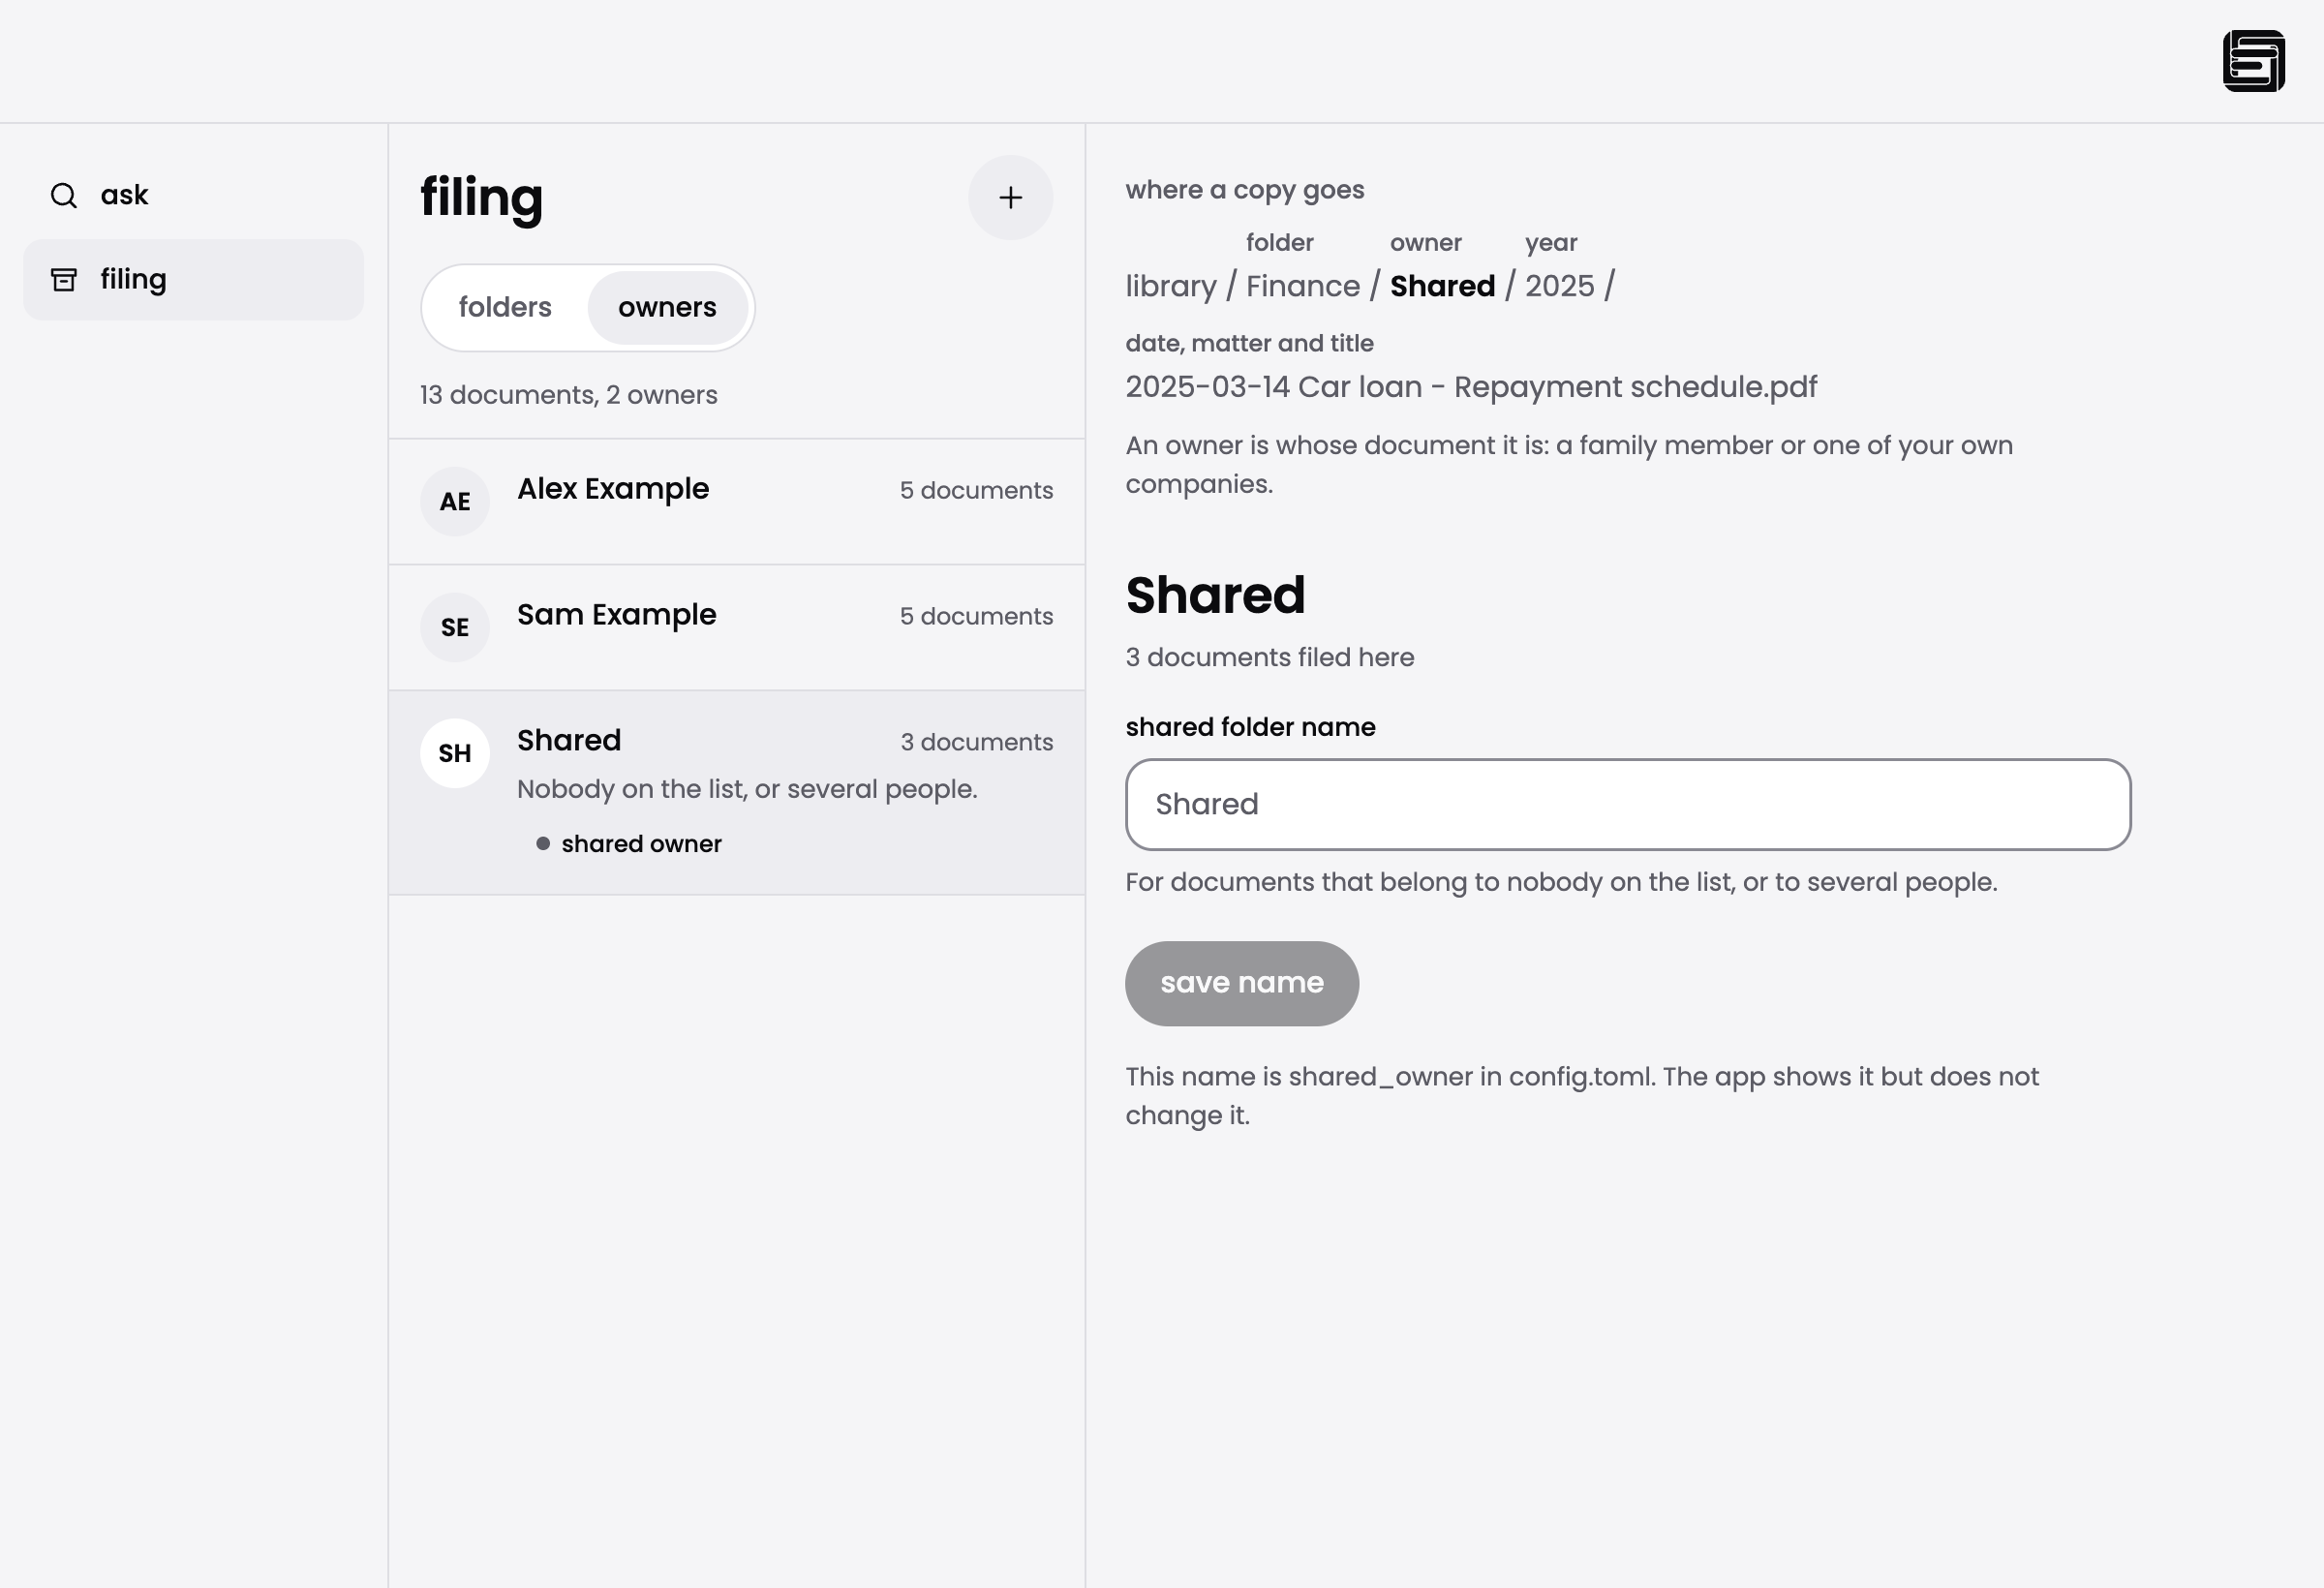 ask
filing
filing
+
folders owners
13 documents, 2 owners
AE Alex Example 5 documents
SE Sam Example 5 documents
SH Shared 3 documents
Nobody on the list, or several people.
shared owner
where a copy goes
folder owner year
library / Finance / Shared / 2025 /
date, matter and title
2025-03-14 Car loan - Repayment schedule.pdf
An owner is whose document it is: a family member or one of your own
companies.
Shared
3 documents filed here
shared folder name
Shared
For documents that belong to nobody on the list, or to several people.
save name
This name is shared_owner in config.toml. The app shows it but does not
change it.